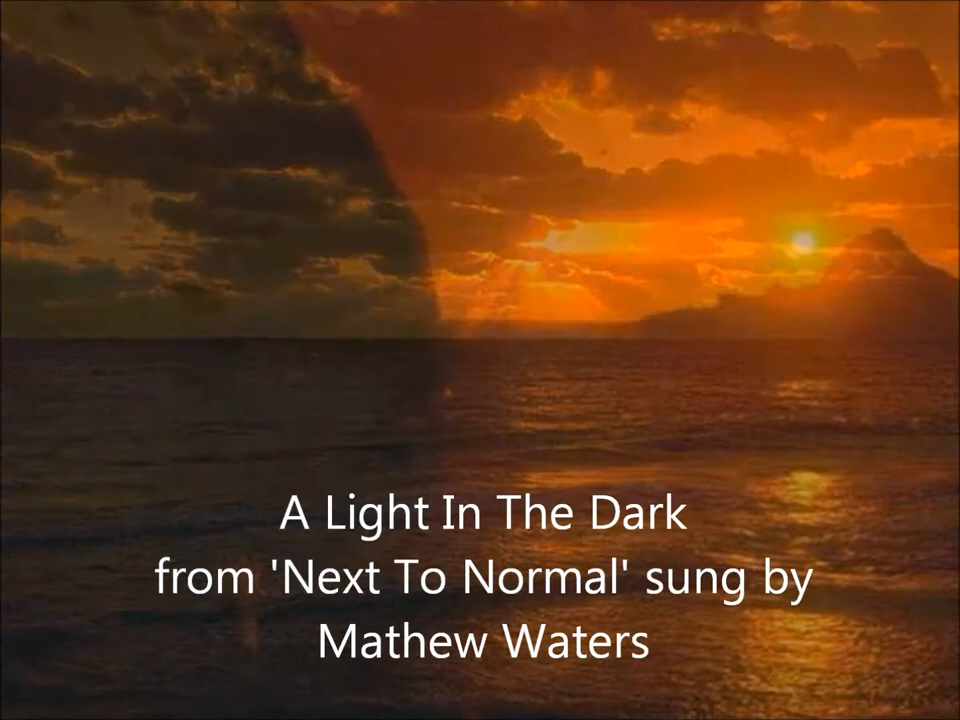 A Light In The Dark
from 'Next To Normal' sung by
Mathew Waters